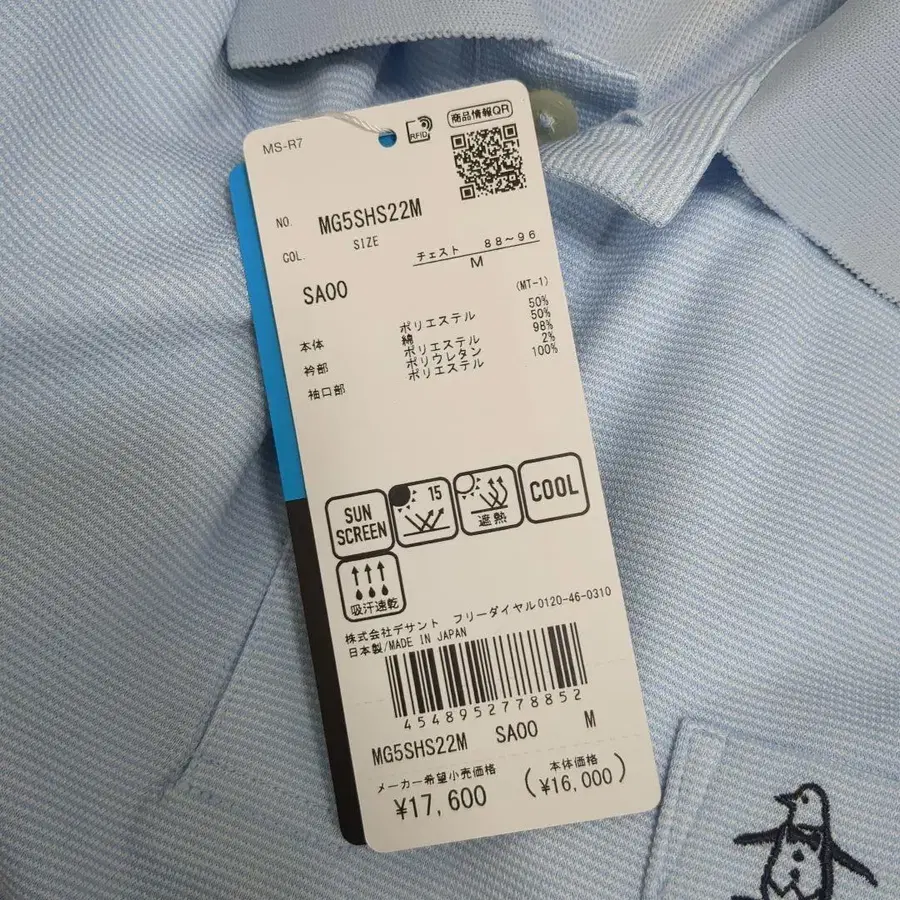 MS-R7
RFID
商品情報QR
NO. MG5SHS22M
SIZE
COL. チェスト 88～96
M
SA00
(MT-1)
本体 ポリエステル 50%
綿 50%
衿部 ポリエステル 98%
ポリウレタン 2%
袖口部 ポリエステル 100%
SUN SCREEN
15
遮熱
COOL
吸汗速乾
株式会社デサント フリーダイヤル0120-46-0310
日本製/MADE IN JAPAN
4548952778852
MG5SHS22M SA00 M
メーカー希望小売価格 本体価格
¥17,600 (¥16,000)